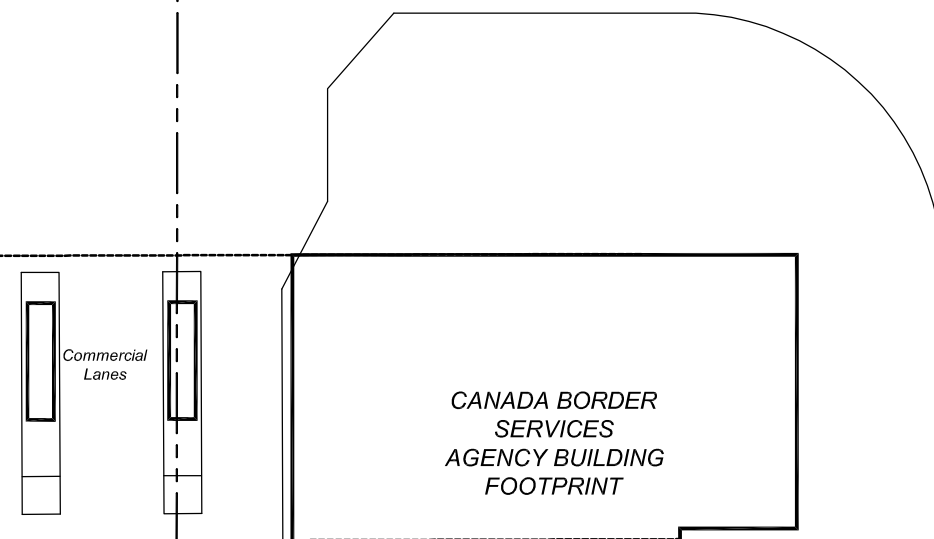 Commercial
Lanes
CANADA BORDER
SERVICES
AGENCY BUILDING
FOOTPRINT